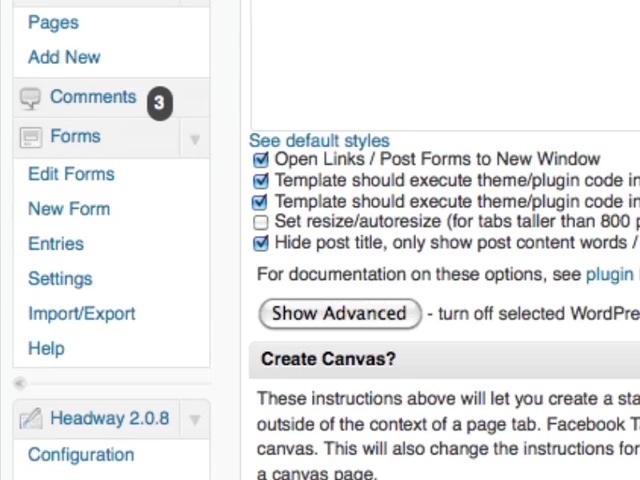 Pages
Add New
Comments 3
Forms
Edit Forms
New Form
Entries
Settings
Import/Export
Help
Headway 2.0.8
Configuration
See default styles
Open Links / Post Forms to New Window
Template should execute theme/plugin code in
Template should execute theme/plugin code in
Set resize/autoresize (for tabs taller than 800
Hide post title, only show post content words /
For documentation on these options, see plugin
Show Advanced - turn off selected WordPre
Create Canvas?
These instructions above will let you create a sta
outside of the context of a page tab. Facebook Ta
canvas. This will also change the instructions for
a canvas page.